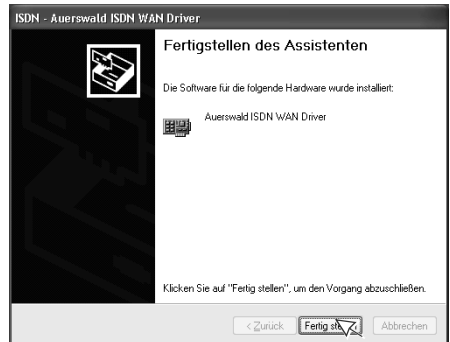 ISDN - Auerswald ISDN WAN Driver
Fertigstellen des Assistenten
Die Software für die folgende Hardware wurde installiert:
Auerswald ISDN WAN Driver
Klicken Sie auf "Fertig stellen", um den Vorgang abzuschließen.
< Zurück Fertig Abbrechen